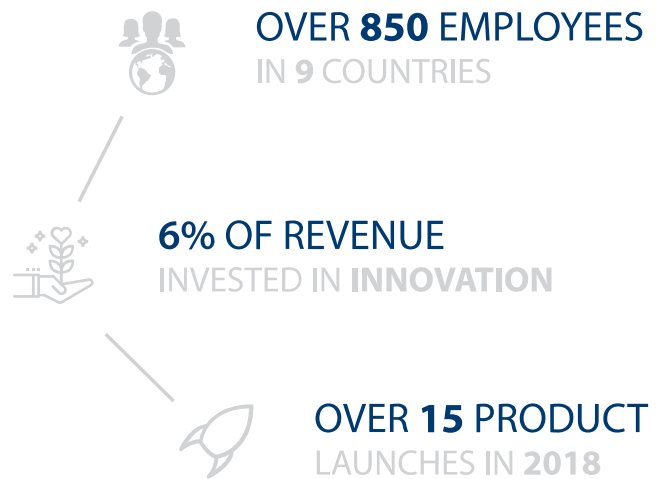 OVER 850 EMPLOYEES
IN 9 COUNTRIES
6% OF REVENUE
INVESTED IN INNOVATION
OVER 15 PRODUCT
LAUNCHES IN 2018